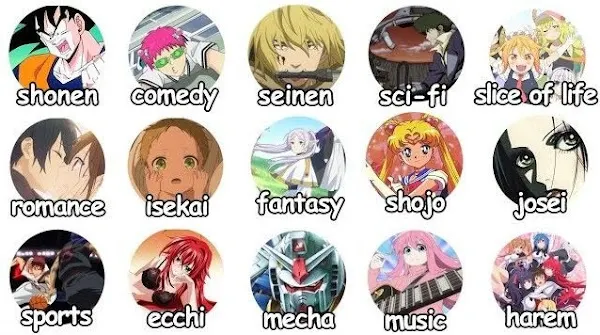 shonen
comedy
seinen
sci-fi
slice of life
romance
isekai
fantasy
shojo
josei
sports
ecchi
mecha
music
harem